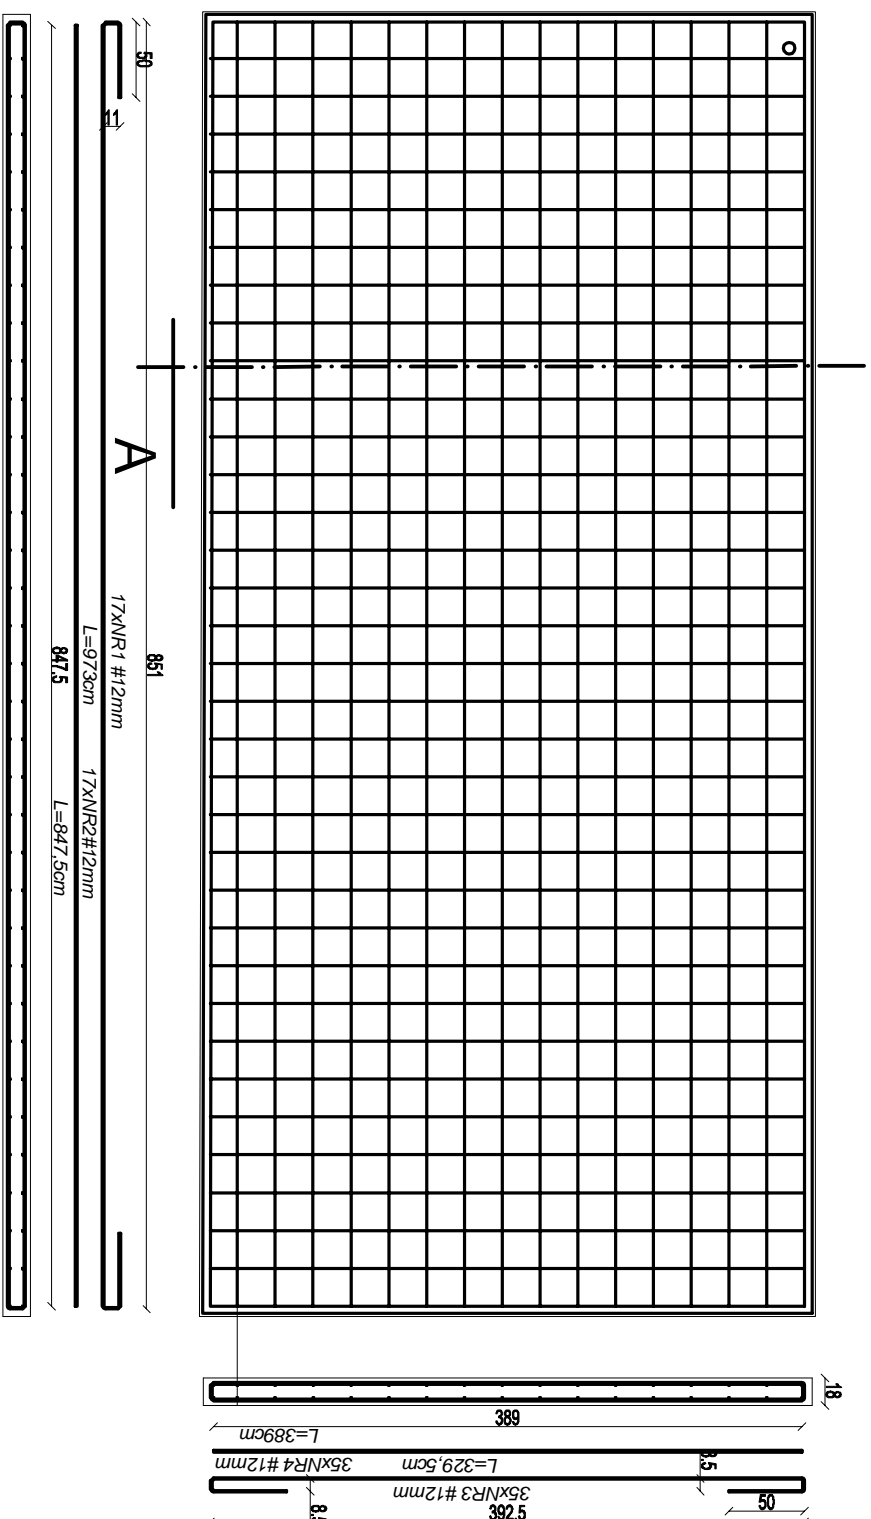 50
11
A
17xNR1 #12mm
L=973cm
851
17xNR2#12mm
L=847,5cm
847.5
18
389
L=389cm
35xNR4 #12mm
L=329,5cm
35xNR3 #12mm
50
392.5